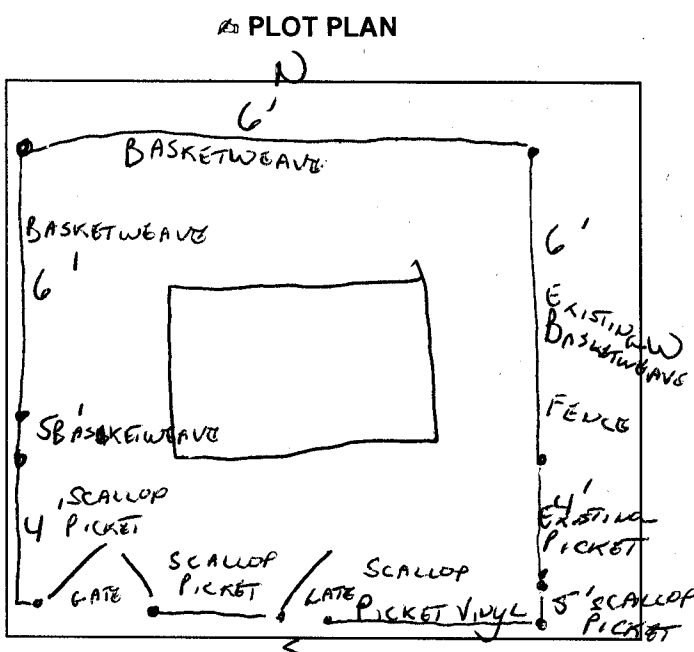 ✍ PLOT PLAN
N
6'
BASKETWEAVE
BASKETWEAVE
6'
6'
EXISTING
BASKETWEAVE
W
FENCE
5' BASKETWEAVE
4' SCALLOP
PICKET
4'
EXISTING
PICKET
GATE
SCALLOP
PICKET
GATE
SCALLOP
PICKET VINYL
5' SCALLOP
PICKET
S